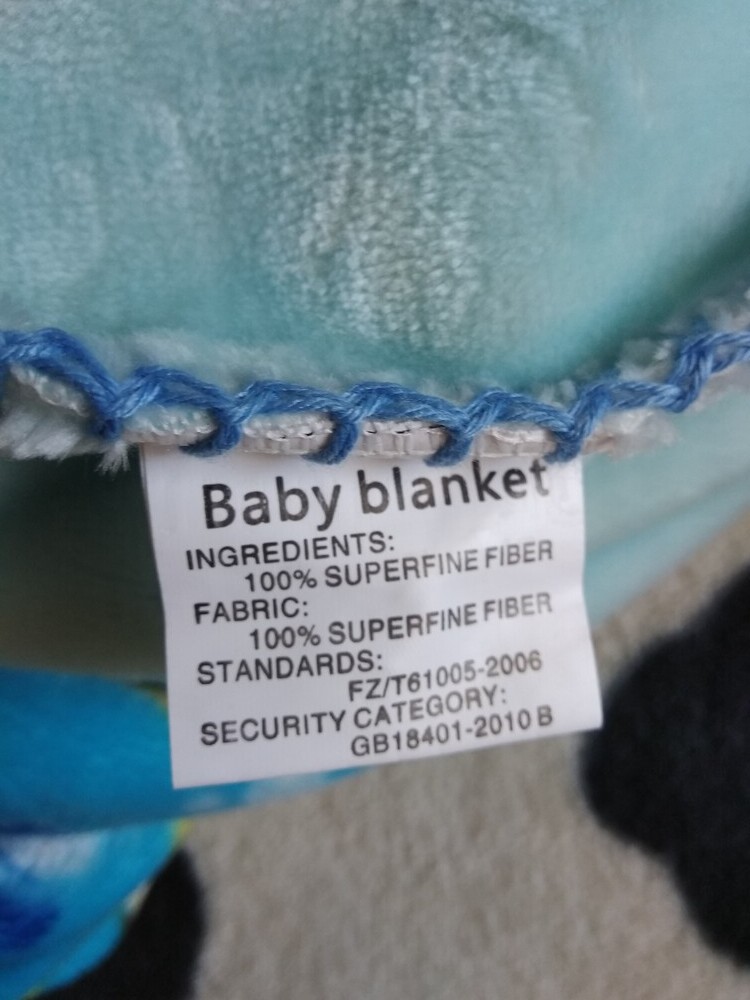 Baby blanket
INGREDIENTS:
100% SUPERFINE FIBER
FABRIC:
100% SUPERFINE FIBER
STANDARDS:
FZ/T61005-2006
SECURITY CATEGORY:
GB18401-2010 B